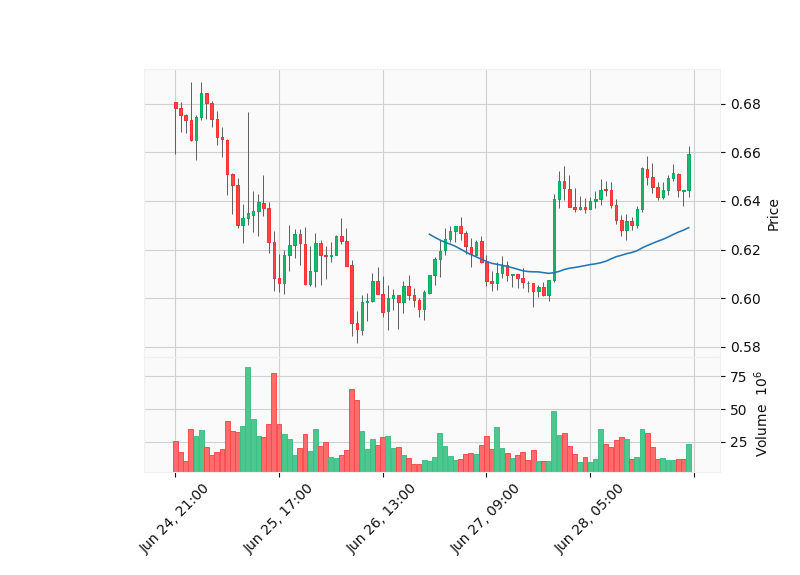 0.68
0.66
0.64
0.62
0.60
0.58
Price
75
50
25
Volume 10^6
Jun 24, 21:00
Jun 25, 17:00
Jun 26, 13:00
Jun 27, 09:00
Jun 28, 05:00